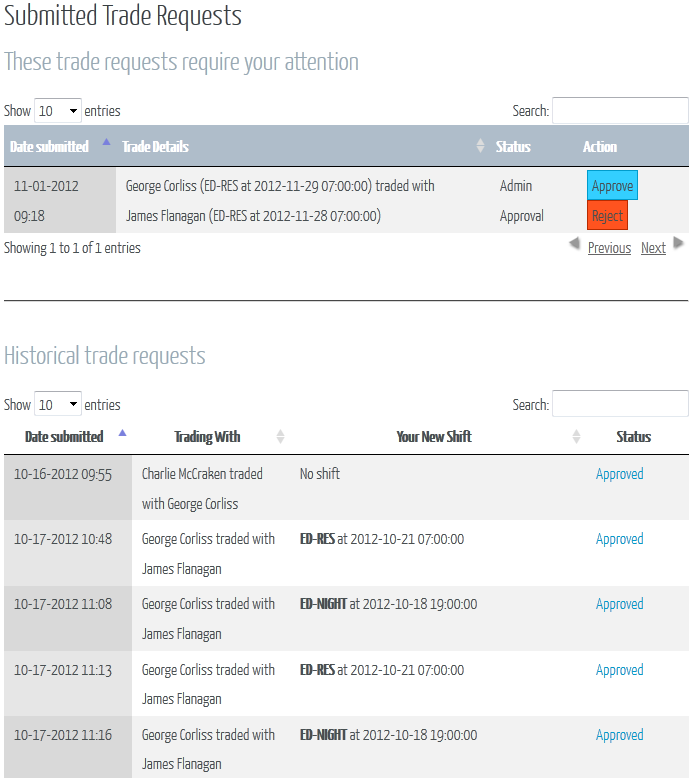 Submitted Trade Requests
These trade requests require your attention
Show 10 entries Search:
Date submitted Trade Details Status Action
11-01-2012 George Corliss (ED-RES at 2012-11-29 07:00:00) traded with Admin Approve
09:18 James Flanagan (ED-RES at 2012-11-28 07:00:00) Approval Reject
Showing 1 to 1 of 1 entries Previous Next
Historical trade requests
Show 10 entries Search:
Date submitted Trading With Your New Shift Status
10-16-2012 09:55 Charlie McCraken traded No shift Approved
with George Corliss
10-17-2012 10:48 George Corliss traded with ED-RES at 2012-10-21 07:00:00 Approved
James Flanagan
10-17-2012 11:08 George Corliss traded with ED-NIGHT at 2012-10-18 19:00:00 Approved
James Flanagan
10-17-2012 11:13 George Corliss traded with ED-RES at 2012-10-21 07:00:00 Approved
James Flanagan
10-17-2012 11:16 George Corliss traded with ED-NIGHT at 2012-10-18 19:00:00 Approved
James Flanagan